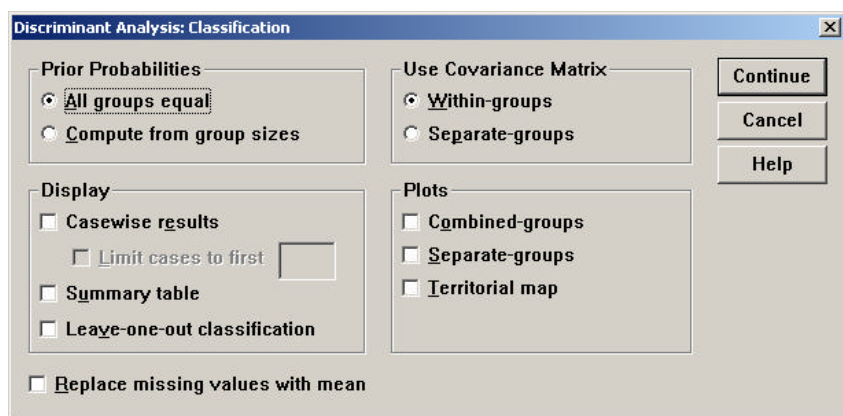 Discriminant Analysis: Classification
Prior Probabilities
All groups equal
Compute from group sizes
Use Covariance Matrix
Within-groups
Separate-groups
Continue
Cancel
Help
Display
Casewise results
Limit cases to first
Summary table
Leave-one-out classification
Plots
Combined-groups
Separate-groups
Territorial map
Replace missing values with mean